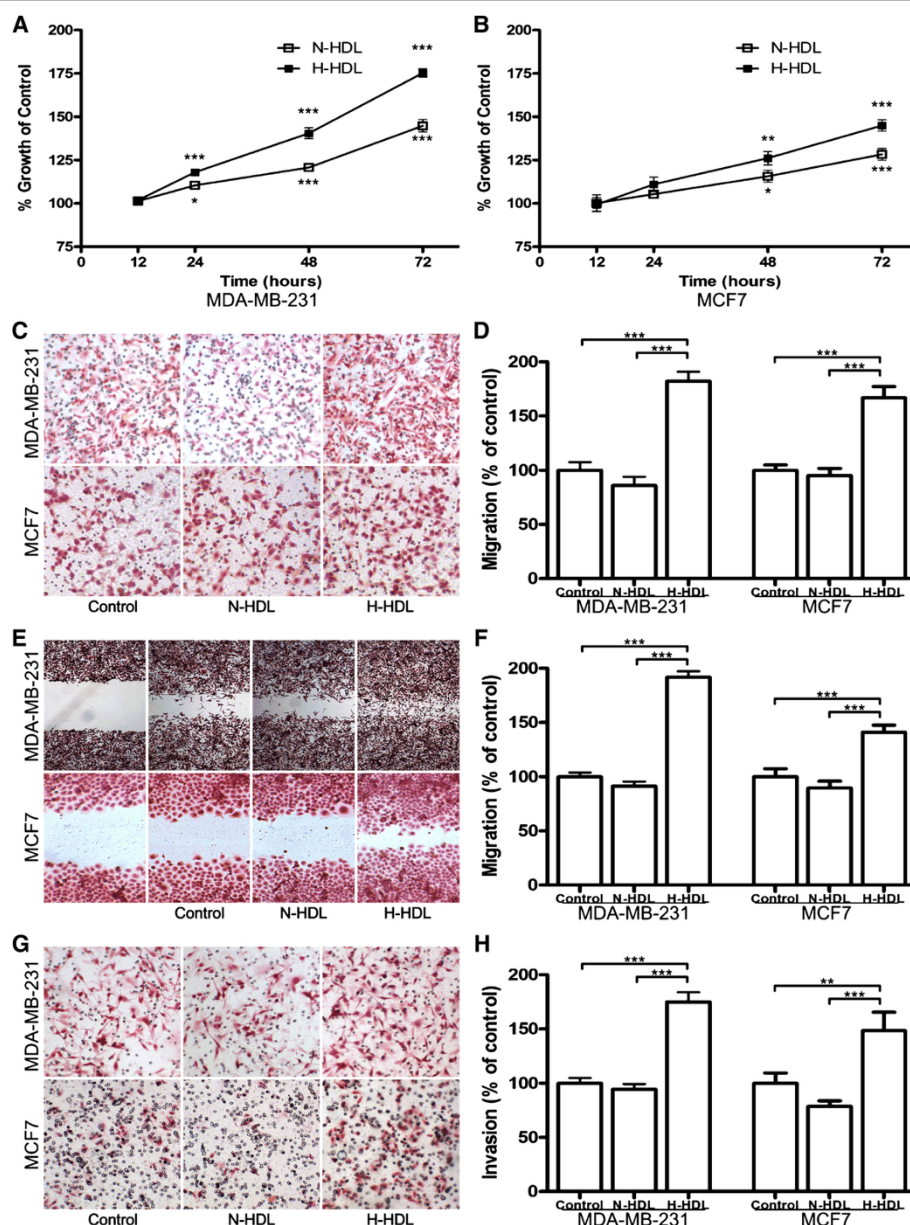 A
200
175
150
125
100
75
% Growth of Control
N-HDL
H-HDL
***
***
***
*
***
***
0 12 24 48 72
Time (hours)
MDA-MB-231
B
200
175
150
125
100
75
% Growth of Control
N-HDL
H-HDL
**
***
*
***
0 12 24 48 72
Time (hours)
MCF7
C
MDA-MB-231
MCF7
Control N-HDL H-HDL
D
200
150
100
50
0
Migration (% of control)
***
***
***
***
Control N-HDL H-HDL Control N-HDL H-HDL
MDA-MB-231 MCF7
E
MDA-MB-231
MCF7
Control N-HDL H-HDL
F
200
150
100
50
0
Migration (% of control)
***
***
***
***
Control N-HDL H-HDL Control N-HDL H-HDL
MDA-MB-231 MCF7
G
MDA-MB-231
MCF7
Control N-HDL H-HDL
H
200
150
100
50
0
Invasion (% of control)
***
***
**
***
Control N-HDL H-HDL Control N-HDL H-HDL
MDA-MB-231 MCF7